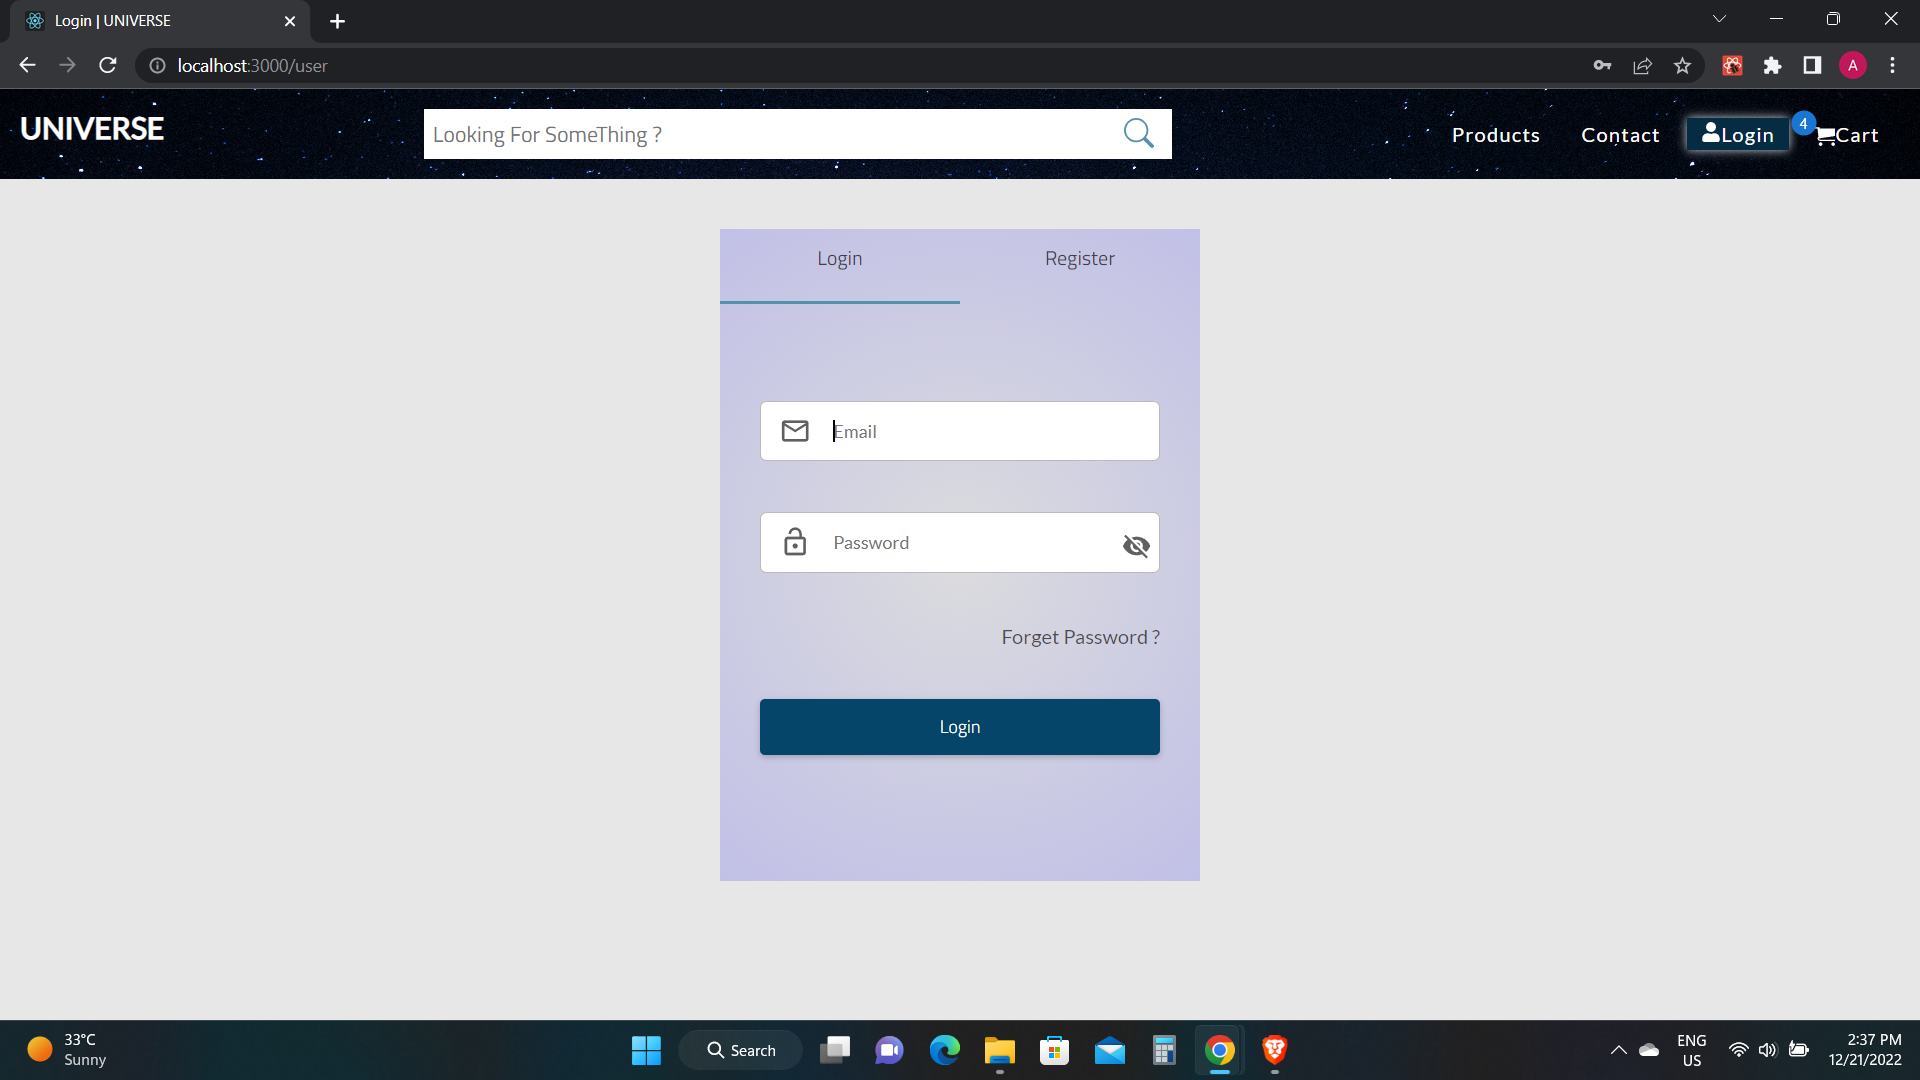 Login | UNIVERSE
localhost:3000/user
A
UNIVERSE
Looking For SomeThing ?
Products
Contact
Login
4
Cart
Login
Register
Email
Password
Forget Password ?
Login
33°C
Sunny
Search
ENG
US
2:37 PM
12/21/2022